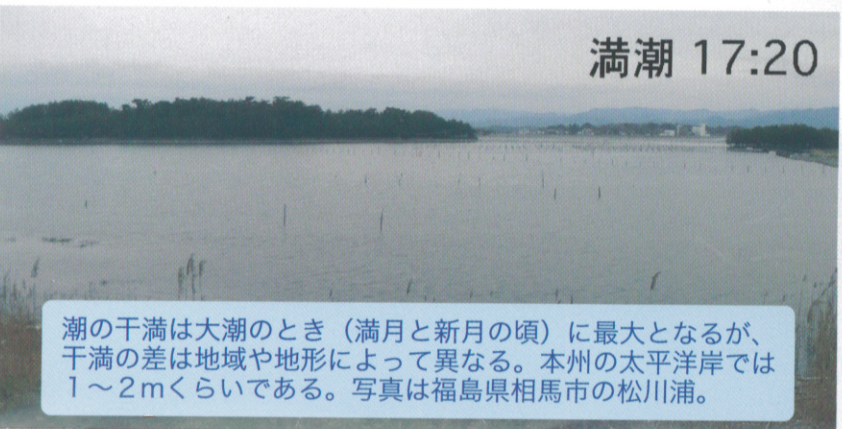 満潮 17:20
潮の干満は大潮のとき（満月と新月の頃）に最大となるが、
干満の差は地域や地形によって異なる。本州の太平洋岸では
１～２mくらいである。写真は福島県相馬市の松川浦。